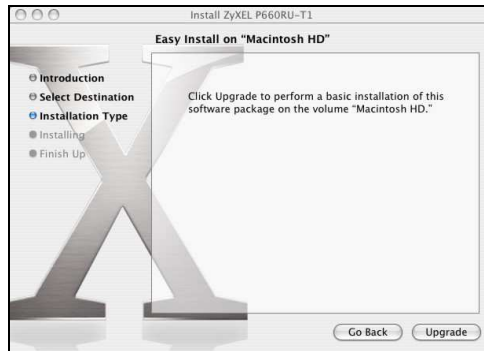 Install ZyXEL P660RU-T1
Easy Install on “Macintosh HD”
Introduction
Select Destination
Installation Type
Installing
Finish Up
Click Upgrade to perform a basic installation of this
software package on the volume “Macintosh HD.”
Go Back
Upgrade